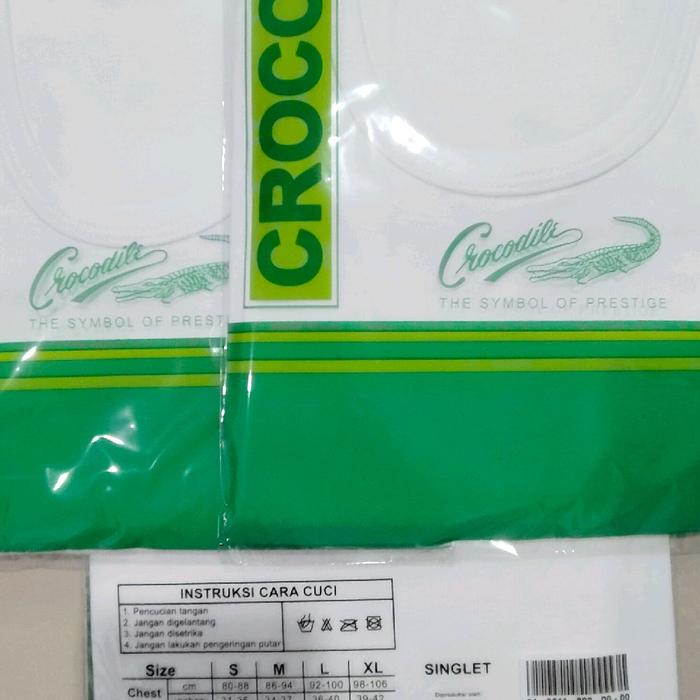 CROCO
Crocodile
THE SYMBOL OF PREST
Crocodile
THE SYMBOL OF PRESTIGE
INSTRUKSI CARA CUCI
1. Pencucian tangan
2. Jangan digelantang
3. Jangan disetrika
4. Jangan lakukan pengeringan putar
Size S M L XL
Chest cm 80-88 86-94 92-100 98-106
SINGLET